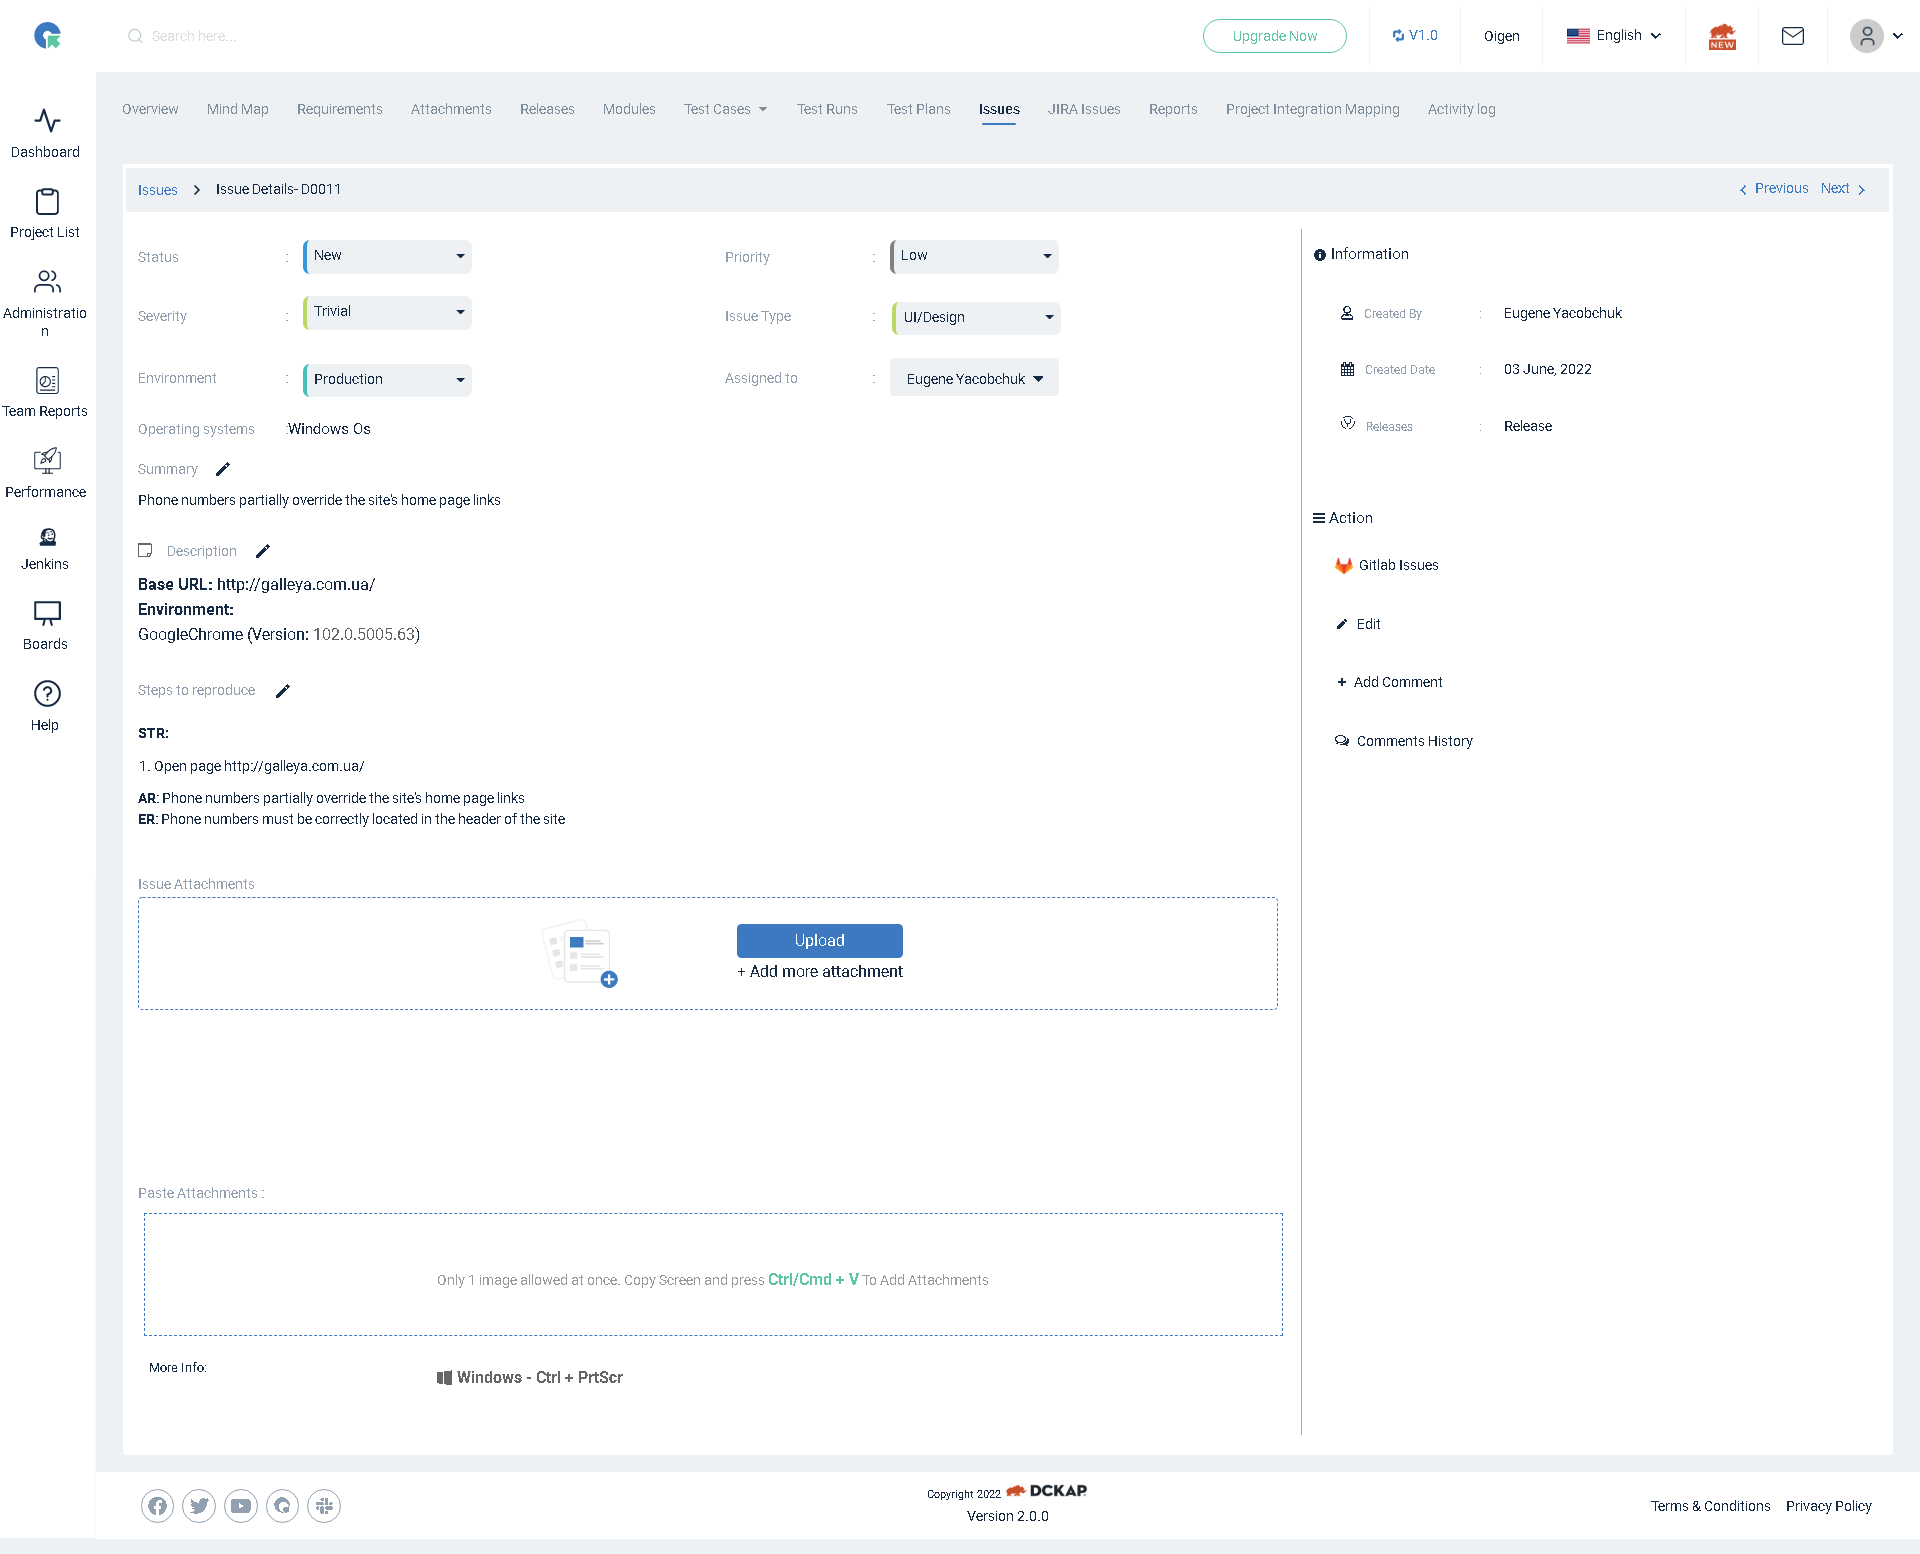 Search here...
Upgrade Now
V1.0
Oigen
English
NEW
Dashboard
Project List
Administratio
n
Team Reports
Performance
Jenkins
Boards
Help
Overview Mind Map Requirements Attachments Releases Modules Test Cases Test Runs Test Plans Issues JIRA Issues Reports Project Integration Mapping Activity log
Issues > Issue Details- D0011
Previous Next
Status : New
Priority : Low
Severity : Trivial
Issue Type : UI/Design
Environment : Production
Assigned to : Eugene Yacobchuk
Operating systems :Windows Os
Summary
Phone numbers partially override the site's home page links
Description
Base URL: http://galleya.com.ua/
Environment:
GoogleChrome (Version: 102.0.5005.63)
Steps to reproduce
STR:
1. Open page http://galleya.com.ua/
AR: Phone numbers partially override the site's home page links
ER: Phone numbers must be correctly located in the header of the site
Issue Attachments
Upload
+ Add more attachment
Paste Attachments :
Only 1 image allowed at once. Copy Screen and press Ctrl/Cmd + V To Add Attachments
More Info:
Windows - Ctrl + PrtScr
Information
Created By : Eugene Yacobchuk
Created Date : 03 June, 2022
Releases : Release
Action
Gitlab Issues
Edit
+ Add Comment
Comments History
Copyright 2022 DCKAP
Version 2.0.0
Terms & Conditions Privacy Policy